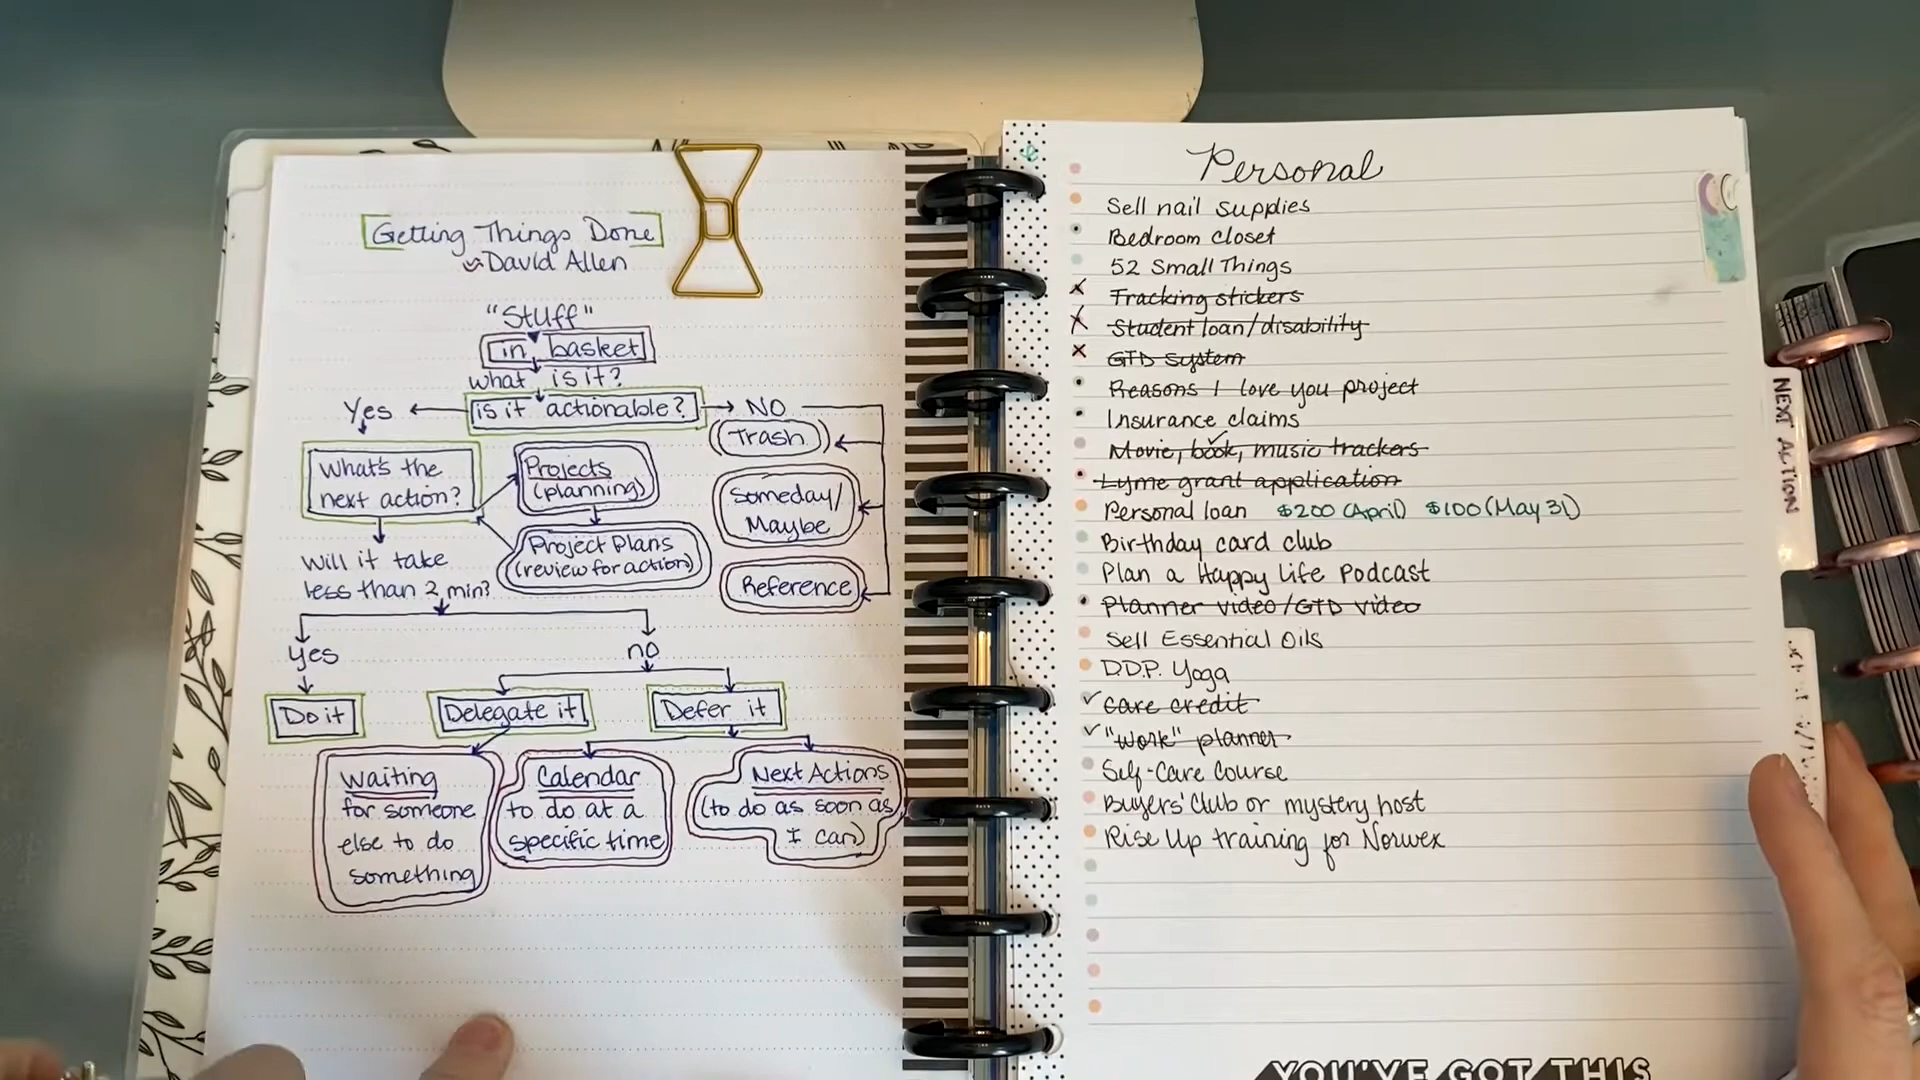 Getting Things Done
David Allen
"Stuff"
in basket
what is it?
Yes
is it actionable?
NO
Trash
What's the
next action?
Projects
(planning)
Someday/
Maybe
Project Plans
(review for action)
Reference
Will it take
less than 2 min?
yes
no
Do it
Delegate it
Defer it
Waiting
for someone
else to do
something
Calendar
to do at a
specific time
Next Actions
(to do as soon as
I can)
Personal
Sell nail supplies
Bedroom closet
52 Small Things
Tracking stickers
Student loan/disability
GTD system
Reasons I love you project
Insurance claims
Movie, book, music trackers
Lyme grant application
Personal loan $200 (April) $100 (May 31)
Birthday card club
Plan a Happy Life Podcast
Planner video/GTD video
Sell Essential Oils
D.D.P. Yoga
care credit
"work" planner
Self-Care Course
Buyers' Club or mystery host
Rise Up training for Norwex
YOU'VE GOT THIS
NEXT ACTION